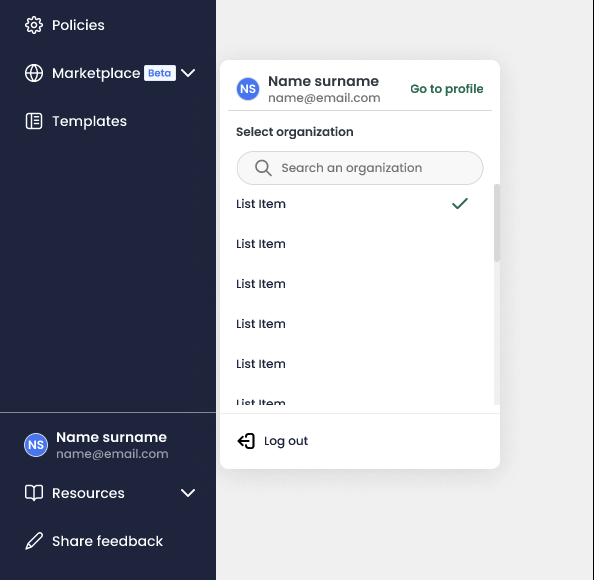 Policies
Marketplace Beta
Templates
NS Name surname
name@email.com
Resources
Share feedback
NS Name surname
name@email.com
Go to profile
Select organization
Search an organization
List Item
List Item
List Item
List Item
List Item
List Item
Log out